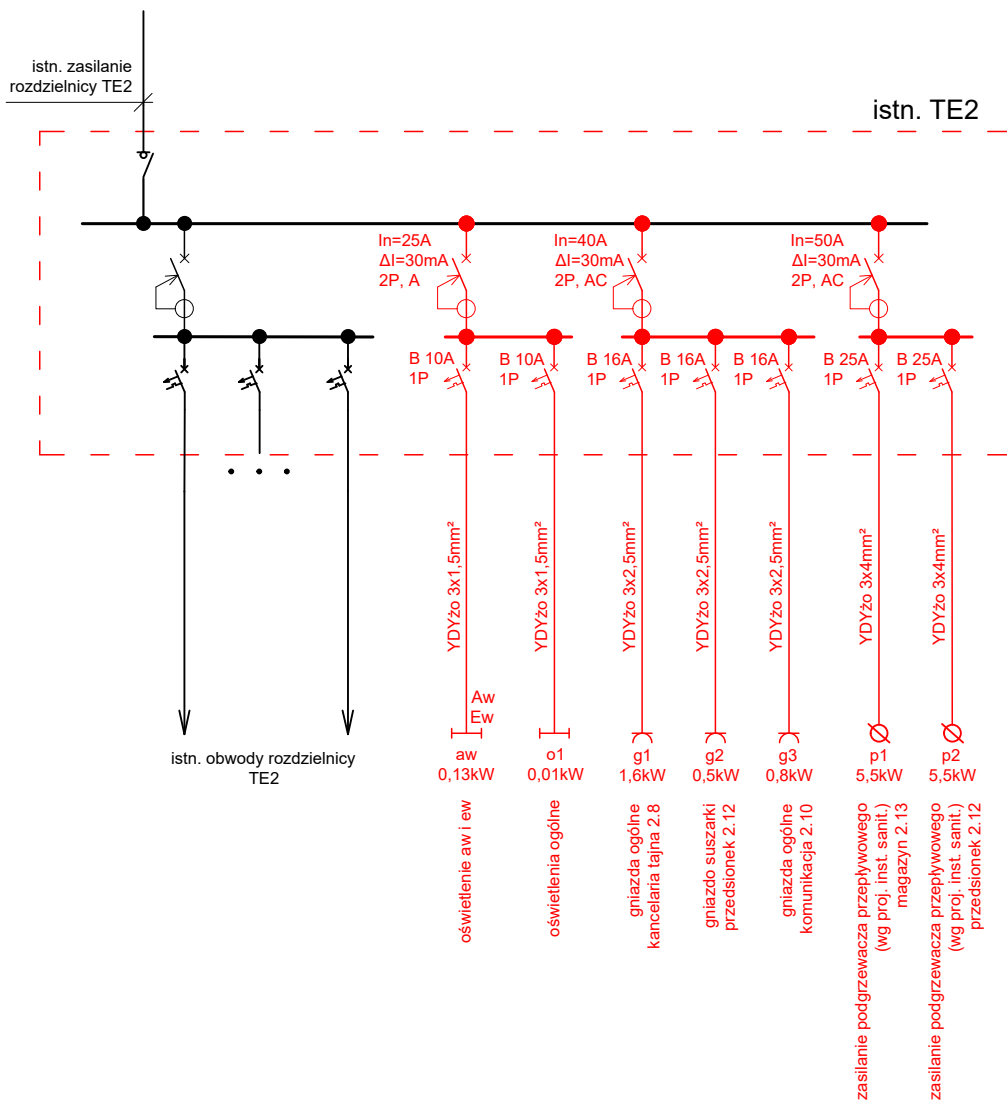 istn. zasilanie
rozdzielnicy TE2
istn. TE2
In=25A
ΔI=30mA
2P, A
In=40A
ΔI=30mA
2P, AC
In=50A
ΔI=30mA
2P, AC
B 10A
1P
B 10A
1P
B 16A
1P
B 16A
1P
B 16A
1P
B 25A
1P
B 25A
1P
YDYżo 3x1,5mm²
YDYżo 3x1,5mm²
YDYżo 3x2,5mm²
YDYżo 3x2,5mm²
YDYżo 3x2,5mm²
YDYżo 3x4mm²
YDYżo 3x4mm²
Aw
Ew
istn. obwody rozdzielnicy
TE2
aw
0,13kW
o1
0,01kW
g1
1,6kW
g2
0,5kW
g3
0,8kW
p1
5,5kW
p2
5,5kW
oświetlenie aw i ew
oświetlenia ogólne
gniazda ogólne
kancelaria tajna 2.8
gniazdo suszarki
przedsionek 2.12
gniazda ogólne
komunikacja 2.10
zasilanie podgrzewacza przepływowego
(wg proj. inst. sanit.)
magazyn 2.13
zasilanie podgrzewacza przepływowego
(wg proj. inst. sanit.)
przedsionek 2.12